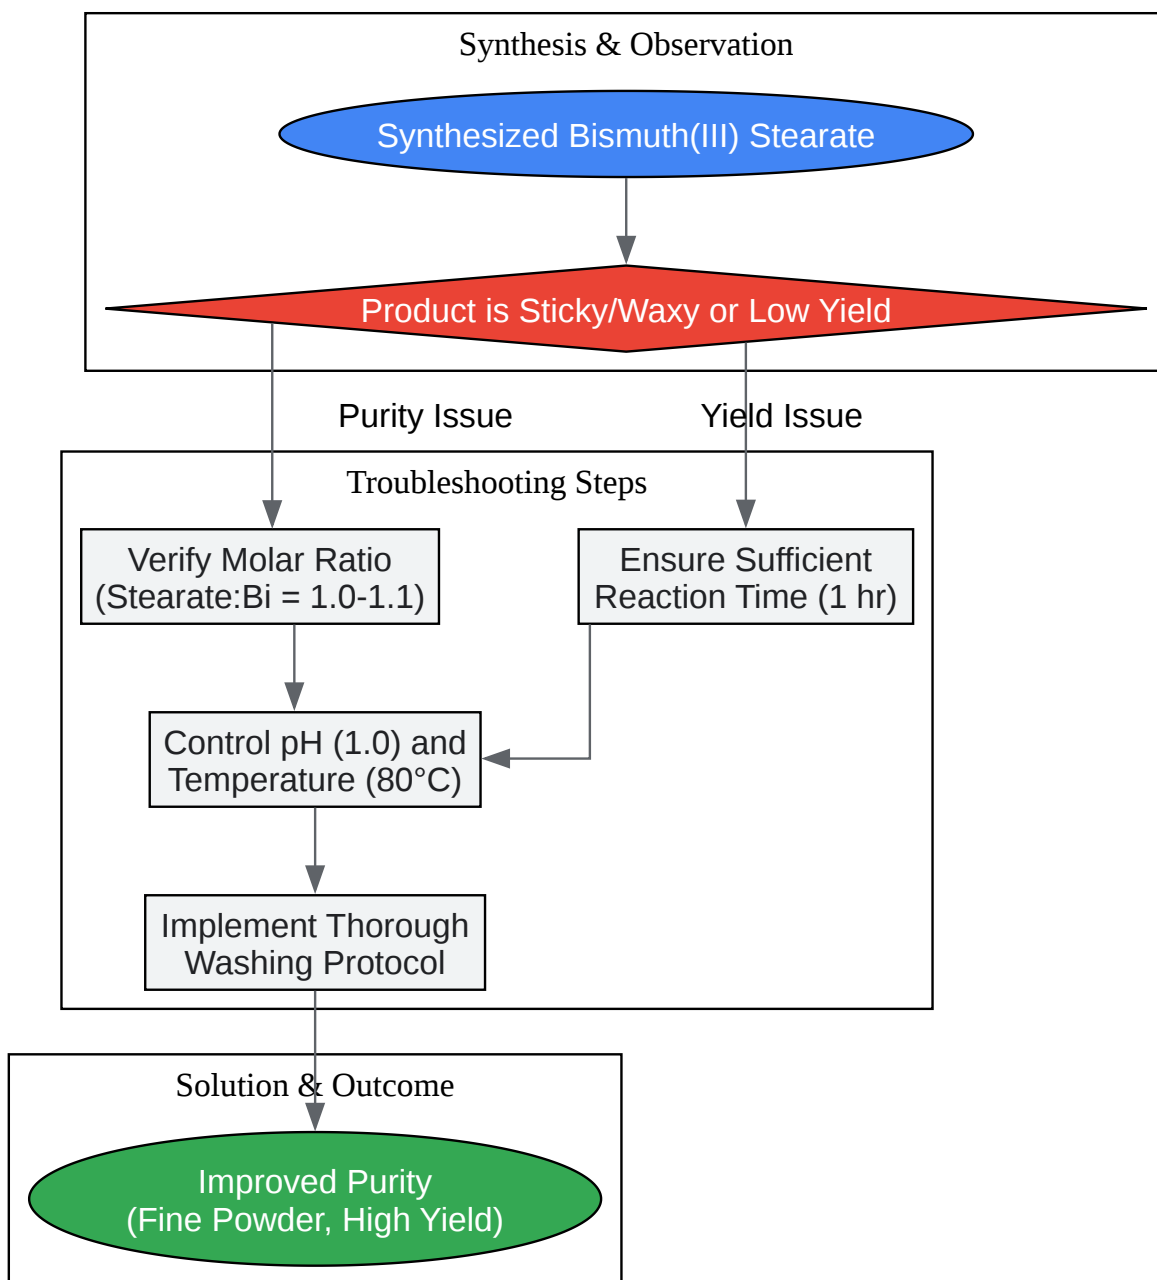 Synthesis & Observation
Synthesized Bismuth(III) Stearate
Product is Sticky/Waxy or Low Yield
Purity Issue
Yield Issue
Troubleshooting Steps
Verify Molar Ratio
(Stearate:Bi = 1.0-1.1)
Ensure Sufficient
Reaction Time (1 hr)
Control pH (1.0) and
Temperature (80°C)
Implement Thorough
Washing Protocol
Solution & Outcome
Improved Purity
(Fine Powder, High Yield)